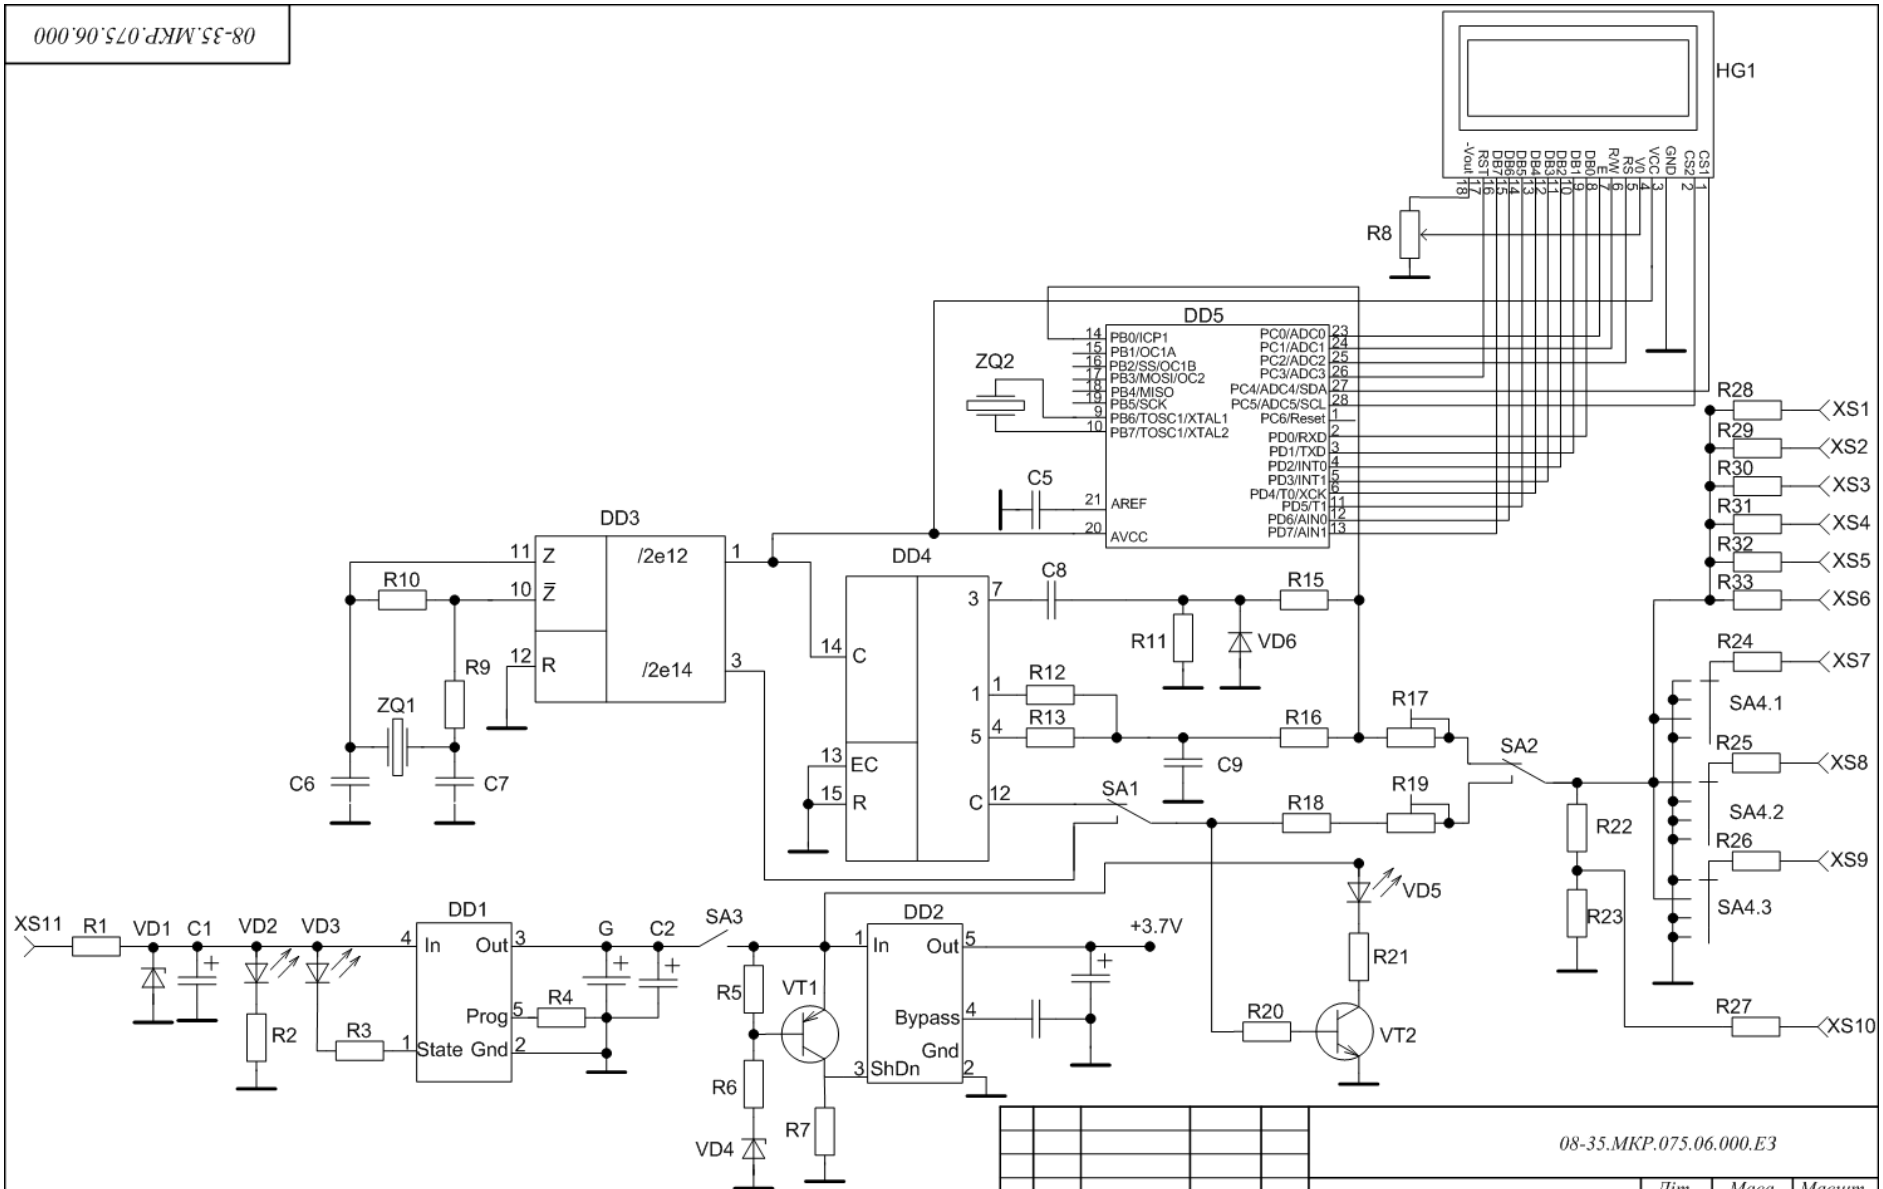 08-35.МКР.075.06.000
HG1
-Vout
RST
DB7
DB6
DB5
DB4
DB3
DB2
DB1
DB0
E
R/W
RS
V0
VCC
GND
CS2
CS1
18 17 16 15 14 13 12 11 10 9 8 7 6 5 4 3 2 1
R8
DD5
14 PB0/ICP1
15 PB1/OC1A
16 PB2/SS/OC1B
17 PB3/MOSI/OC2
18 PB4/MISO
19 PB5/SCK
9 PB6/TOSC1/XTAL1
10 PB7/TOSC1/XTAL2
21 AREF
20 AVCC
PC0/ADC0 23
PC1/ADC1 24
PC2/ADC2 25
PC3/ADC3 26
PC4/ADC4/SDA 27
PC5/ADC5/SCL 28
PC6/Reset 1
PD0/RXD 2
PD1/TXD 3
PD2/INT0 4
PD3/INT1 5
PD4/T0/XCK 6
PD5/T1 11
PD6/AIN0 12
PD7/AIN1 13
ZQ2
C5
R28 XS1
R29 XS2
R30 XS3
R31 XS4
R32 XS5
R33 XS6
R24 XS7
SA4.1
R25 XS8
SA4.2
R26 XS9
SA4.3
R27 XS10
DD3
11 Z /2e12 1
10 Z̅
12 R /2e14 3
R10
R9
ZQ1
C6
C7
DD4
14 C
13 EC
15 R
3 7
1 1
5 4
C 12
C8
R15
R11
VD6
R12
R13
R16
R17
C9
SA1
SA2
R18
R19
R22
R23
XS11
R1
VD1
C1
VD2
VD3
R2
R3
DD1
4 In Out 3
Prog 5
1 State Gnd 2
R4
G
+
C2
+
+
SA3
R5
VT1
R6
VD4
R7
DD2
1 In Out 5
Bypass 4
Gnd 2
3 ShDn
+
+3.7V
VD5
R21
R20
VT2
08-35.МКР.075.06.000.Е3
Літ.
Маса
Масшт.